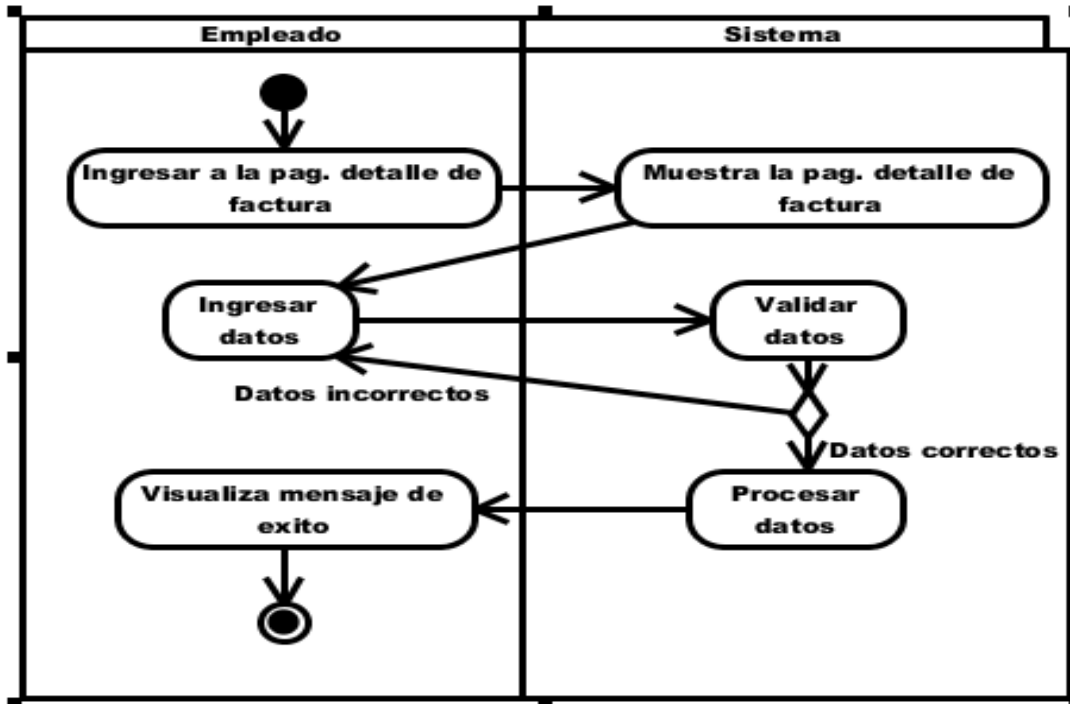 Empleado
Sistema
Ingresar a la pag. detalle de
factura
Muestra la pag. detalle de
factura
Ingresar
datos
Validar
datos
Datos incorrectos
Datos correctos
Visualiza mensaje de
exito
Procesar
datos